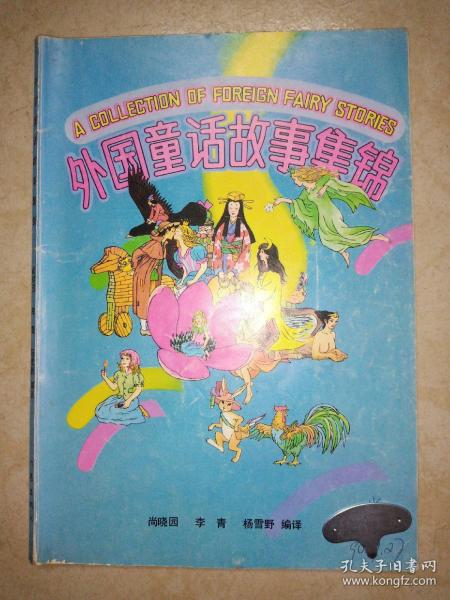 A COLLECTION OF FOREIGN FAIRY STORIES
外国童话故事集锦
尚晓园 李青 杨雪野 编译
孔夫子旧书网
www.kongfz.com